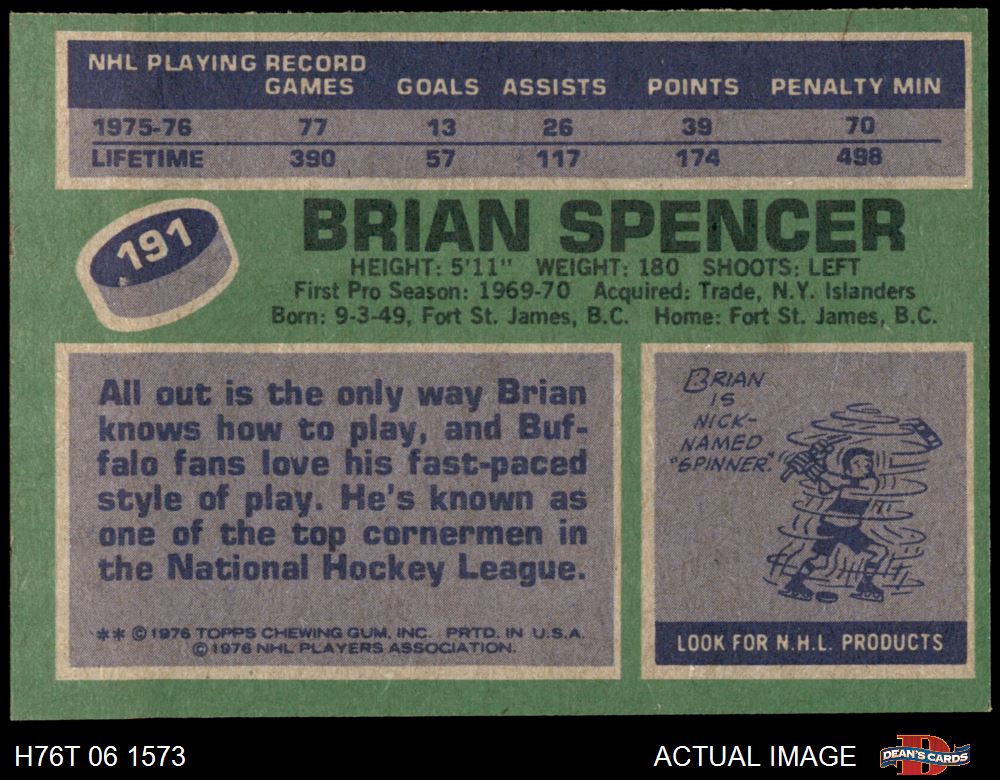 NHL PLAYING RECORD
GAMES GOALS ASSISTS POINTS PENALTY MIN
1975-76 77 13 26 39 70
LIFETIME 390 57 117 174 498
191
BRIAN SPENCER
HEIGHT: 5'11" WEIGHT: 180 SHOOTS: LEFT
First Pro Season: 1969-70 Acquired: Trade, N.Y. Islanders
Born: 9-3-49, Fort St. James, B.C. Home: Fort St. James, B.C.
All out is the only way Brian
knows how to play, and Buf-
falo fans love his fast-paced
style of play. He's known as
one of the top cornermen in
the National Hockey League.
** © 1976 TOPPS CHEWING GUM, INC. PRTD. IN U.S.A.
© 1976 NHL PLAYERS ASSOCIATION.
BRIAN
IS
NICK-
NAMED
"SPINNER."
LOOK FOR N.H.L. PRODUCTS
H76T 06 1573
ACTUAL IMAGE
DEAN'S CARDS